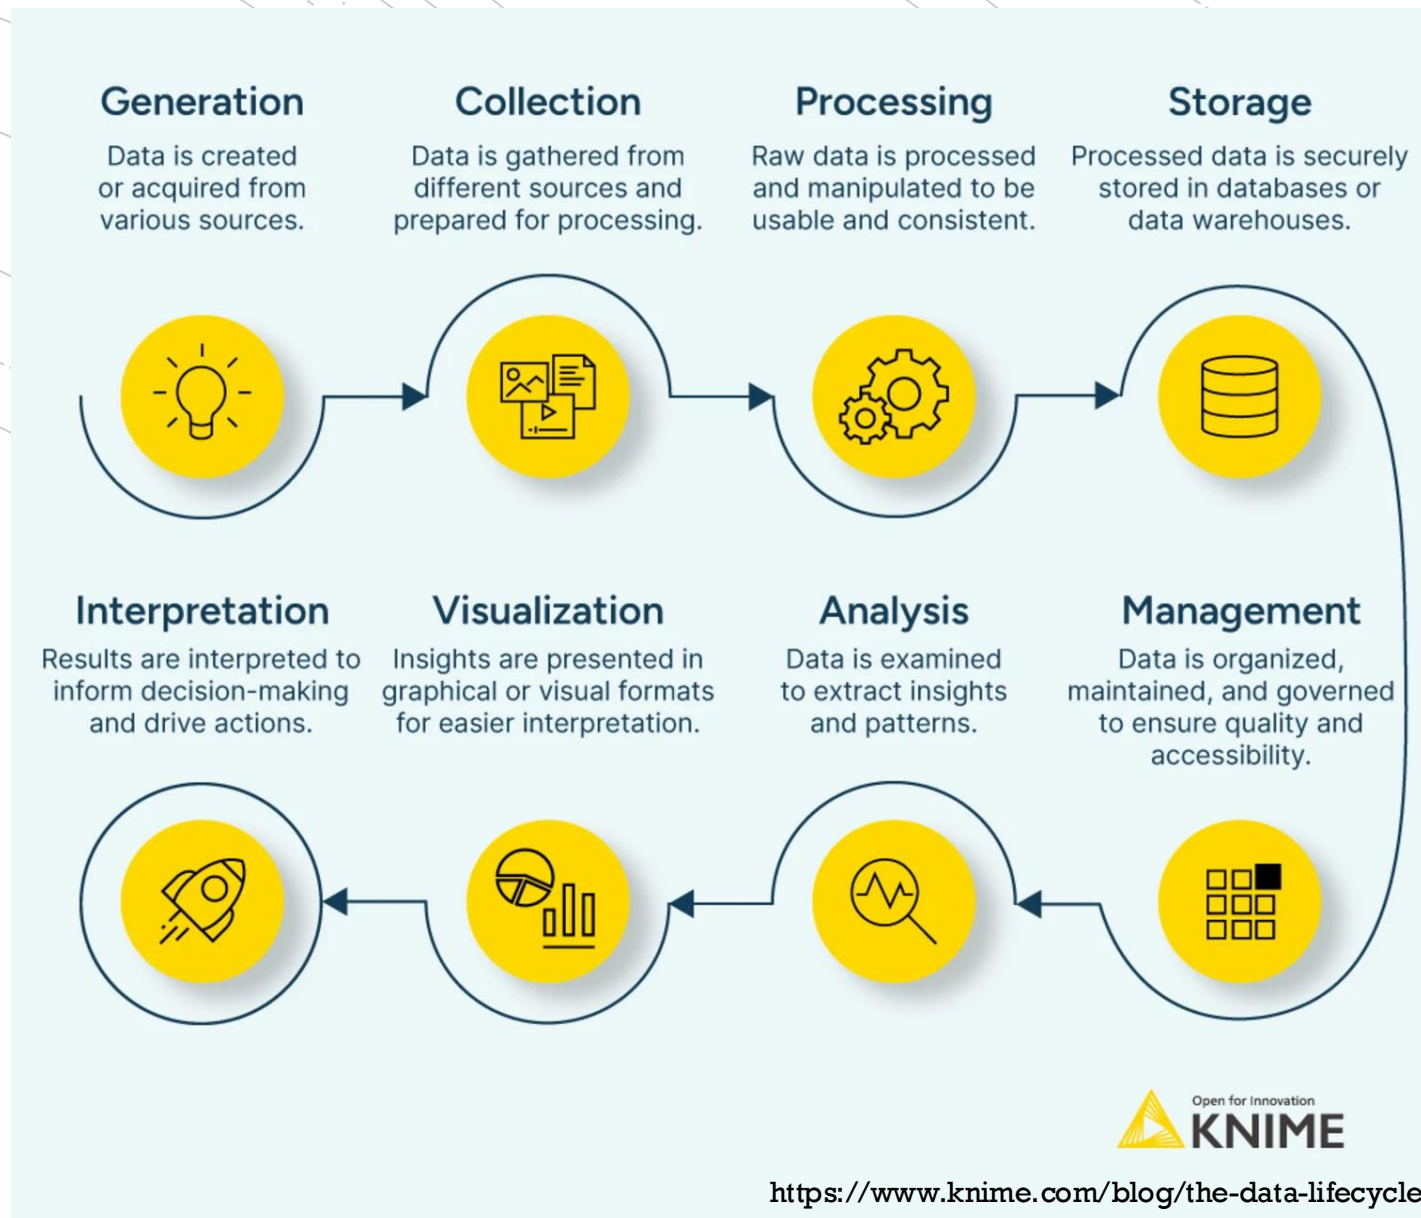 Generation
Data is created
or acquired from
various sources.
Collection
Data is gathered from
different sources and
prepared for processing.
Processing
Raw data is processed
and manipulated to be
usable and consistent.
Storage
Processed data is securely
stored in databases or
data warehouses.
Interpretation
Results are interpreted to
inform decision-making
and drive actions.
Visualization
Insights are presented in
graphical or visual formats
for easier interpretation.
Analysis
Data is examined
to extract insights
and patterns.
Management
Data is organized,
maintained, and governed
to ensure quality and
accessibility.
Open for Innovation
KNIME
https://www.knime.com/blog/the-data-lifecycle